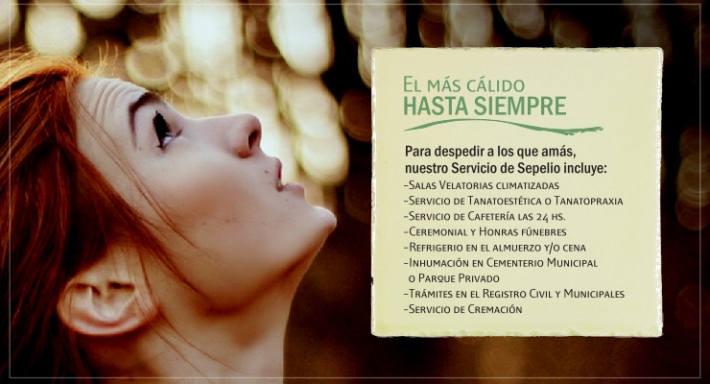 El más cálido
HASTA SIEMPRE
Para despedir a los que amás,
nuestro Servicio de Sepelio incluye:
-Salas Velatorias climatizadas
-Servicio de Tanatoestética o Tanatopraxia
-Servicio de Cafetería las 24 hs.
-Ceremonial y Honras fúnebres
-Refrigerio en el almuerzo y/o cena
-Inhumación en Cementerio Municipal
o Parque Privado
-Trámites en el Registro Civil y Municipales
-Servicio de Cremación